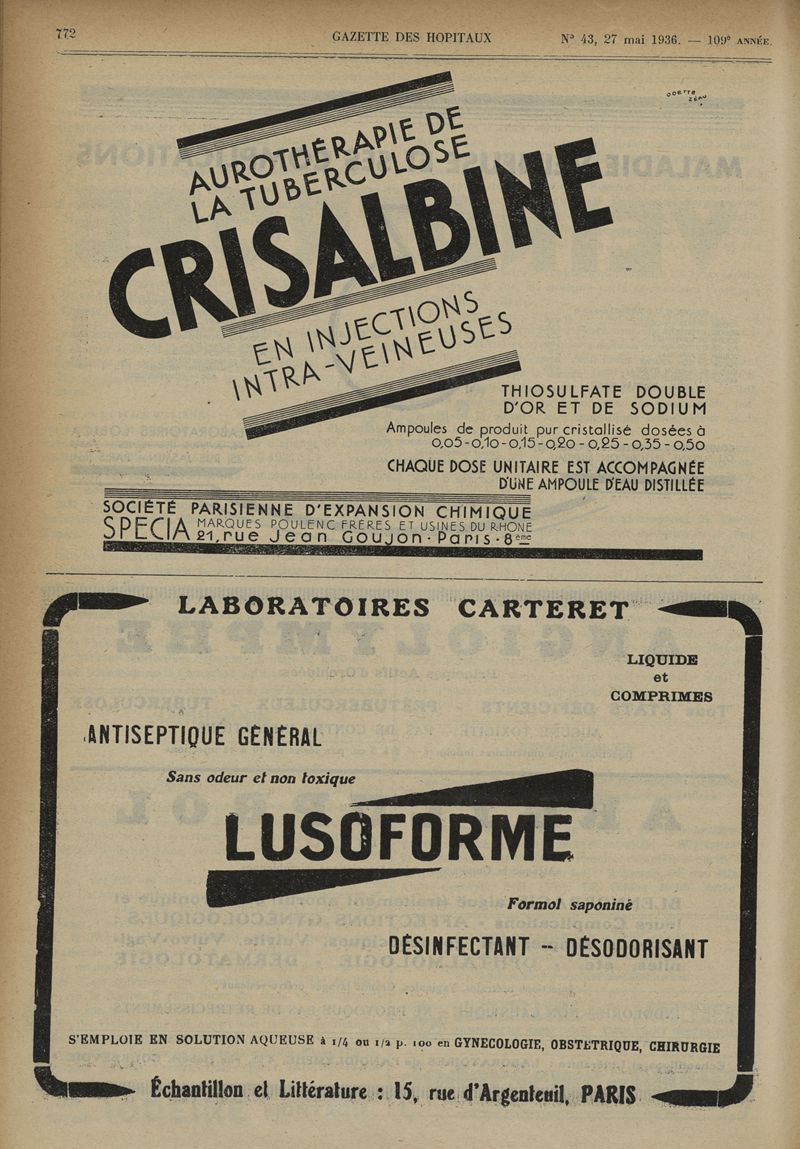 772
GAZETTE DES HOPITAUX
N° 43, 27 mai 1936. — 109e ANNÉE.
ODETTE
ZÉAU
AUROTHÉRAPIE DE
LA TUBERCULOSE
CRISALBINE
EN INJECTIONS
INTRA-VEINEUSES
THIOSULFATE DOUBLE
D'OR ET DE SODIUM
Ampoules de produit pur cristallisé dosées à
0,05-0,10-0,15-0,20-0,25-0,35-0,50
CHAQUE DOSE UNITAIRE EST ACCOMPAGNÉE
D'UNE AMPOULE D'EAU DISTILLÉE
SOCIÉTÉ PARISIENNE D'EXPANSION CHIMIQUE
SPECIA MARQUES POULENC FRÈRES ET USINES DU RHONE
21, rue Jean Goujon · Paris · 8eme
LABORATOIRES CARTERET
LIQUIDE
et
COMPRIMES
ANTISEPTIQUE GÉNÉRAL
Sans odeur et non toxique
LUSOFORME
Formol saponiné
DÉSINFECTANT -- DÉSODORISANT
S'EMPLOIE EN SOLUTION AQUEUSE à 1/4 ou 1/2 p. 100 en GYNECOLOGIE, OBSTÉTRIQUE, CHIRURGIE
Échantillon et Littérature : 15, rue d'Argenteuil, PARIS